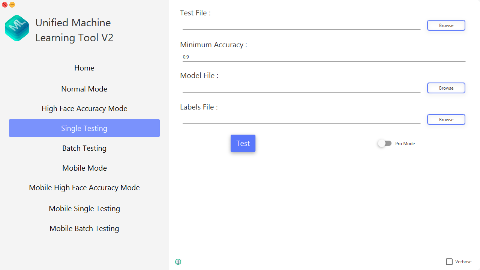 Unified Machine
Learning Tool V2
Home
Normal Mode
High Face Accuracy Mode
Single Testing
Batch Testing
Mobile Mode
Mobile High Face Accuracy Mode
Mobile Single Testing
Mobile Batch Testing
Test File :
Browse
Minimum Accuracy :
Model File :
Browse
Labels File :
Browse
Test
Pro Mode
Verbose